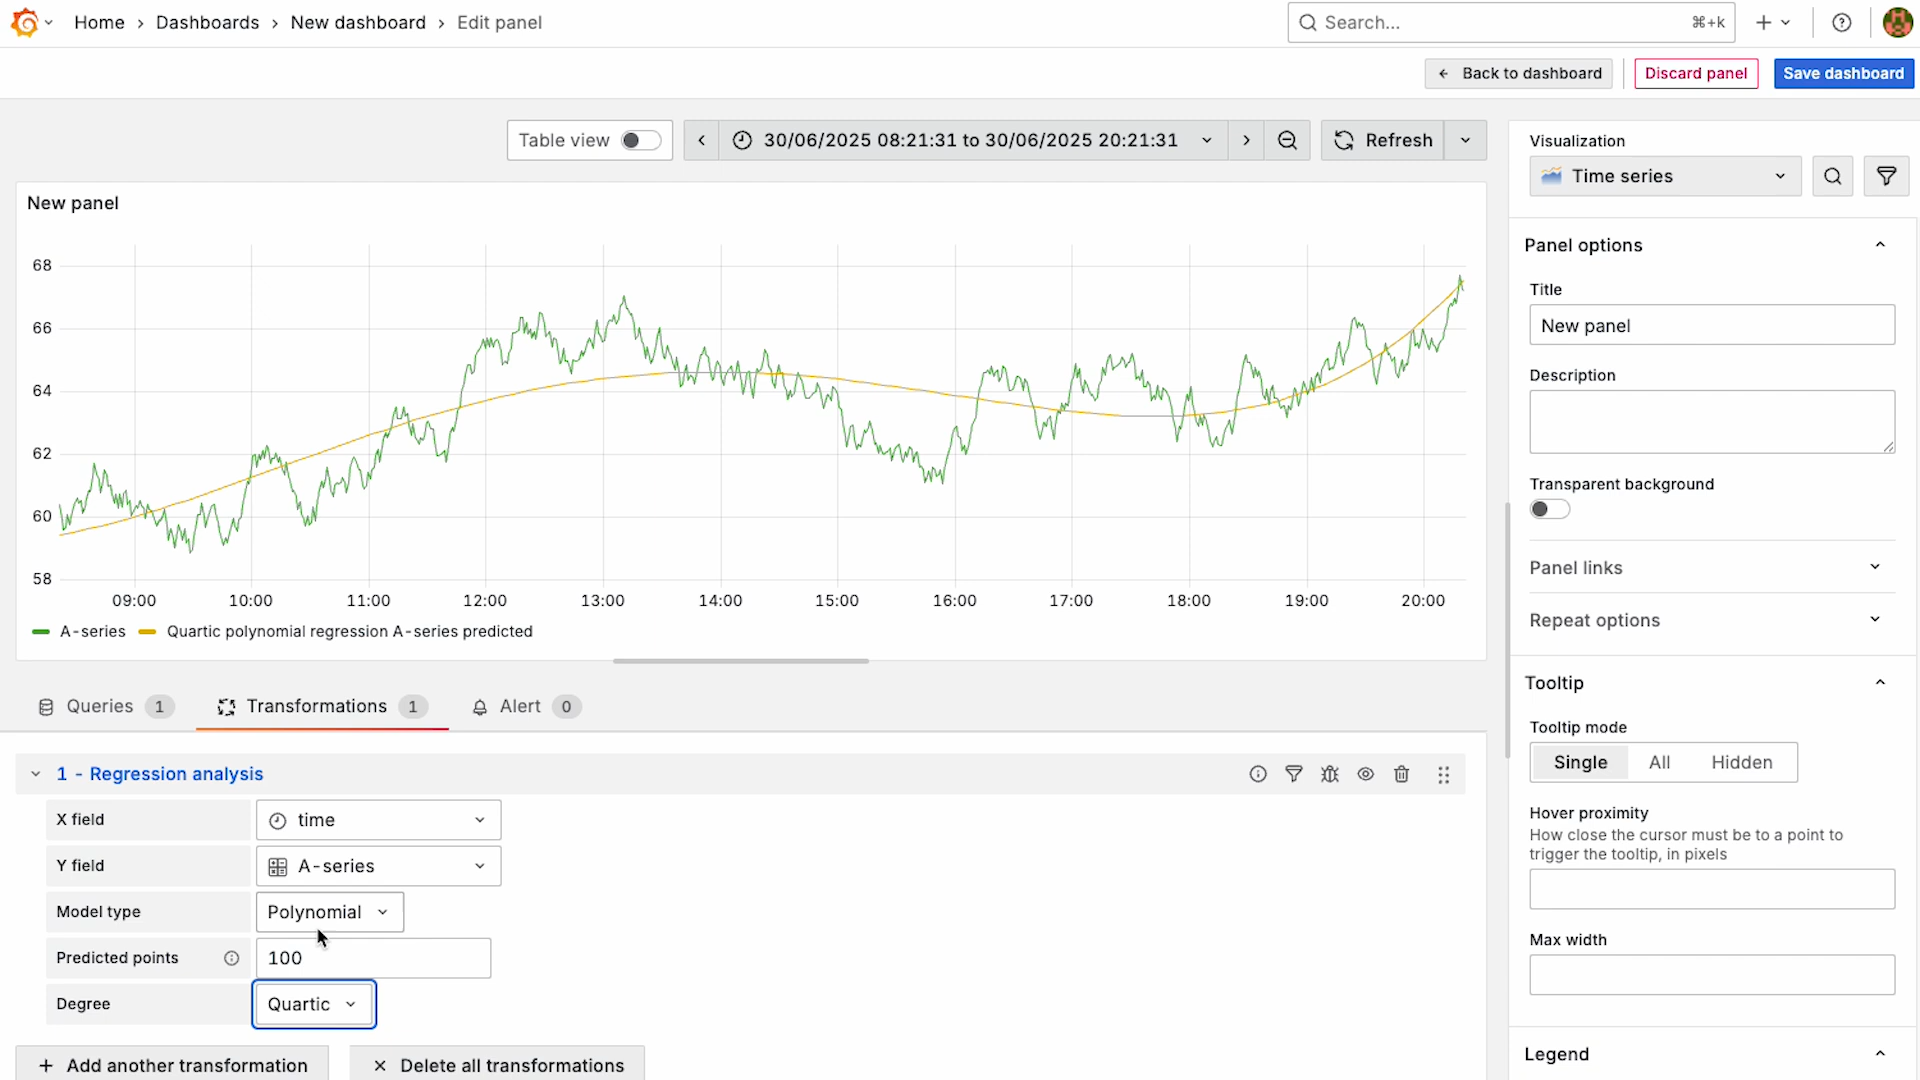 Home › Dashboards › New dashboard › Edit panel
Search... ⌘+k
Back to dashboard
Discard panel
Save dashboard
Table view
30/06/2025 08:21:31 to 30/06/2025 20:21:31
Refresh
New panel
68
66
64
62
60
58
09:00 10:00 11:00 12:00 13:00 14:00 15:00 16:00 17:00 18:00 19:00 20:00
A-series Quartic polynomial regression A-series predicted
Queries 1 Transformations 1 Alert 0
1 - Regression analysis
X field time
Y field A-series
Model type Polynomial
Predicted points 100
Degree Quartic
+ Add another transformation
× Delete all transformations
Visualization
Time series
Panel options
Title
New panel
Description
Transparent background
Panel links
Repeat options
Tooltip
Tooltip mode
Single All Hidden
Hover proximity
How close the cursor must be to a point to
trigger the tooltip, in pixels
Max width
Legend